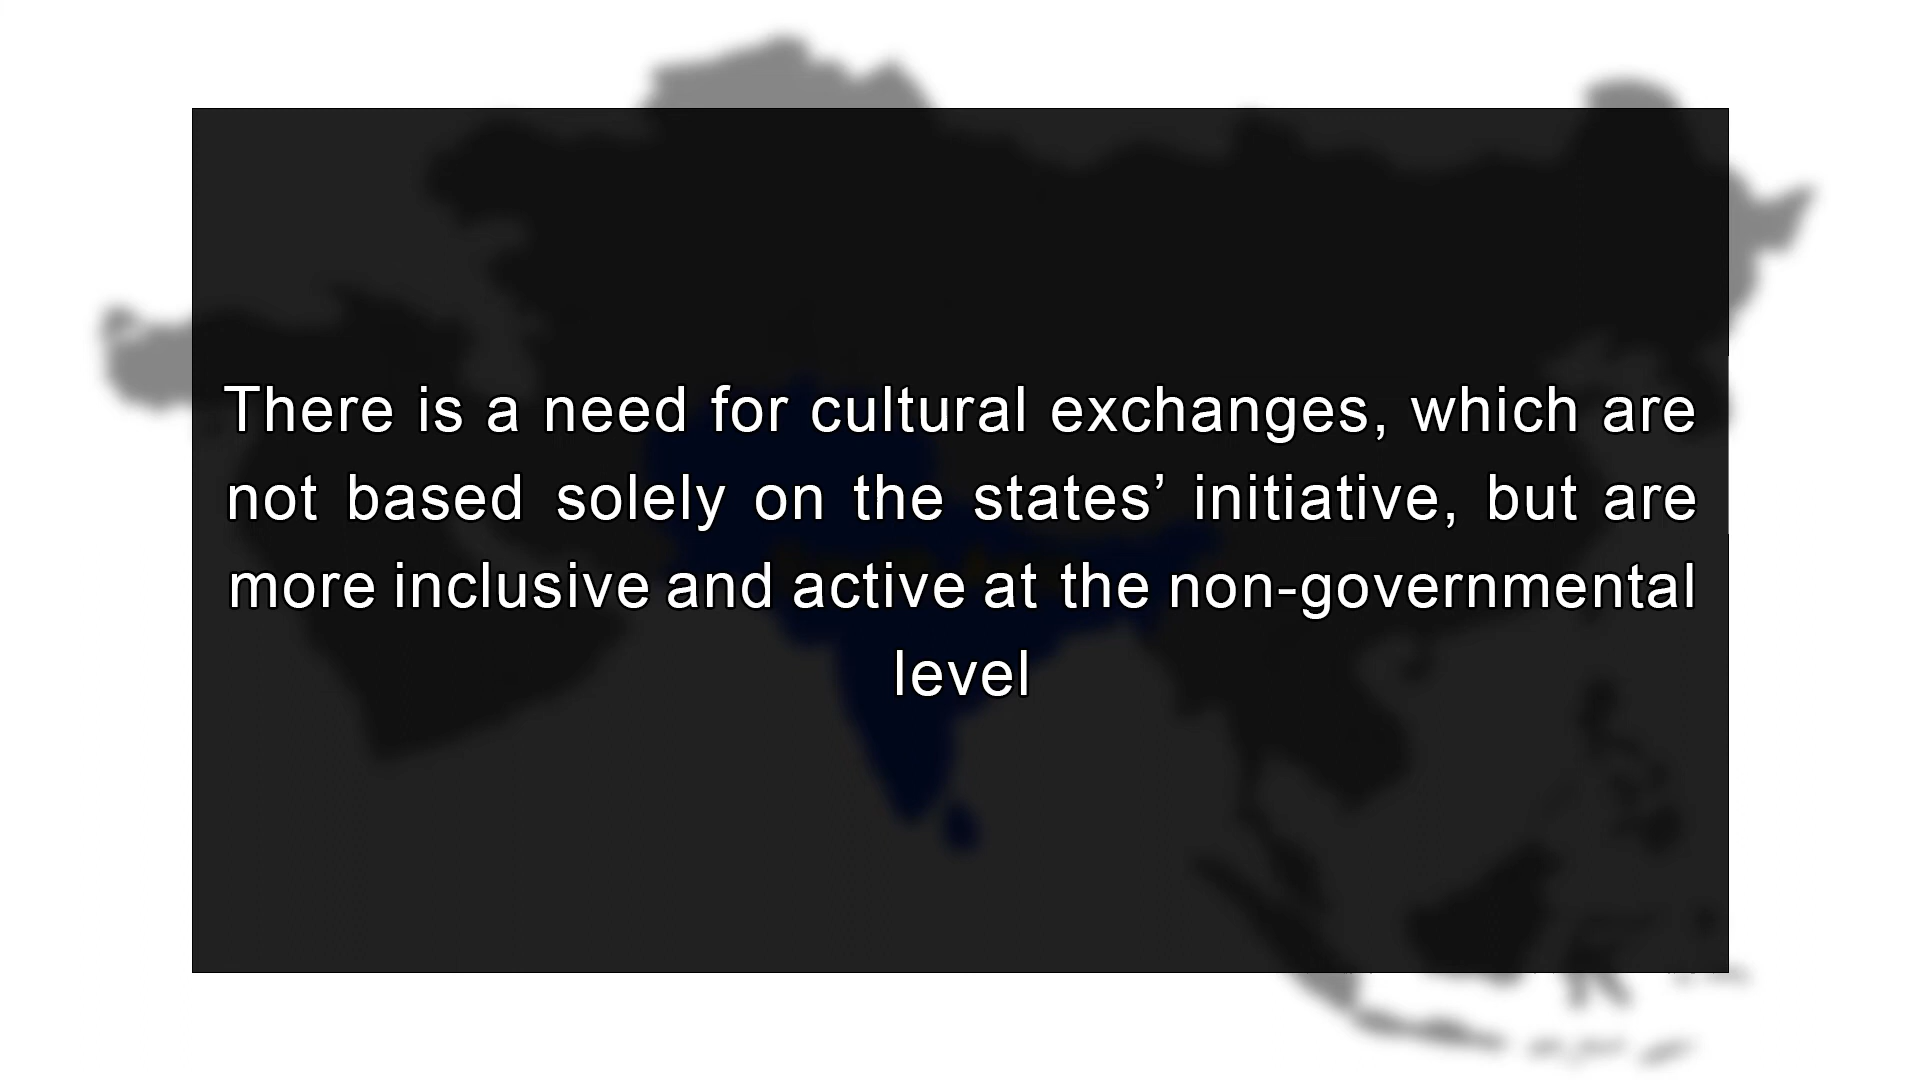 There is a need for cultural exchanges, which are
not based solely on the states’ initiative, but are
more inclusive and active at the non-governmental
level